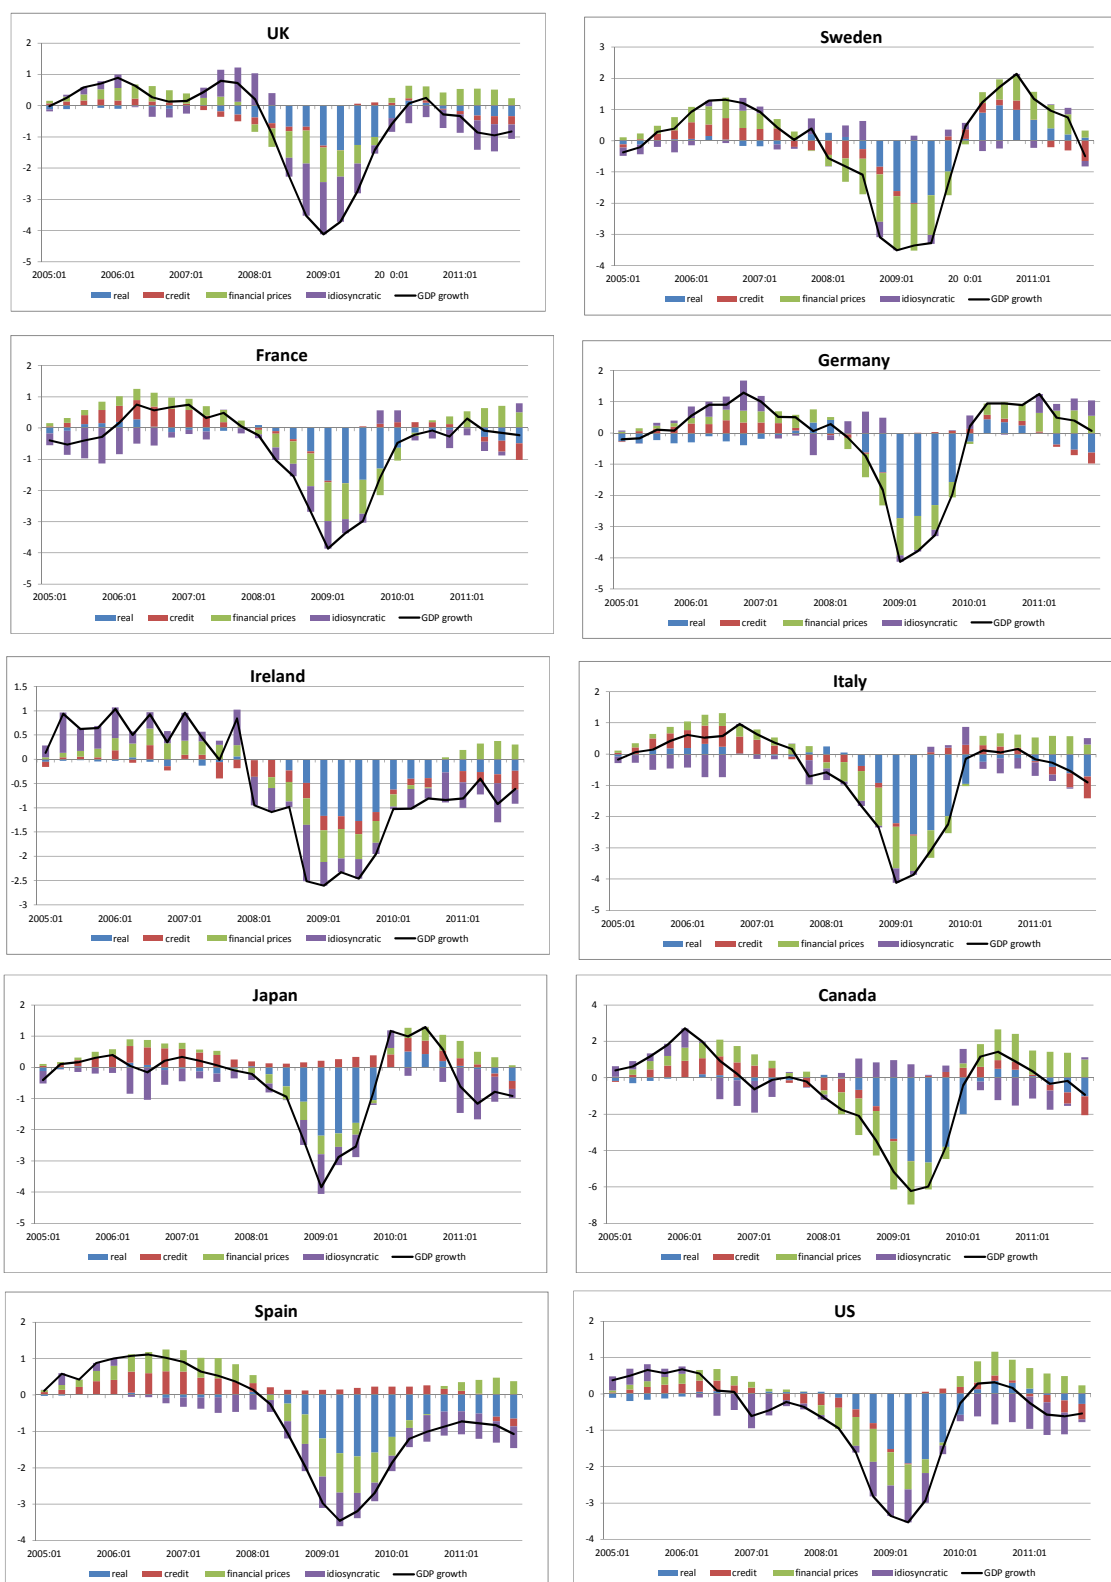 UK
2
1
0
-1
-2
-3
-4
-5
2005:01 2006:01 2007:01 2008:01 2009:01 20 0:01 2011:01
real credit financial prices idiosyncratic GDP growth
Sweden
3
2
1
0
-1
-2
-3
-4
2005:01 2006:01 2007:01 2008:01 2009:01 20 0:01 2011:01
real credit financial prices idiosyncratic GDP growth
France
2
1
0
-1
-2
-3
-4
-5
2005:01 2006:01 2007:01 2008:01 2009:01 2010:01 2011:01
real credit financial prices idiosyncratic GDP growth
Germany
2
1
0
-1
-2
-3
-4
-5
2005:01 2006:01 2007:01 2008:01 2009:01 2010:01 2011:01
real credit financial prices idiosyncratic GDP growth
Ireland
1.5
1
0.5
0
-0.5
-1
-1.5
-2
-2.5
-3
2005:01 2006:01 2007:01 2008:01 2009:01 2010:01 2011:01
real credit financial prices idiosyncratic GDP growth
Italy
2
1
0
-1
-2
-3
-4
-5
2005:01 2006:01 2007:01 2008:01 2009:01 2010:01 2011:01
real credit financial prices idiosyncratic GDP growth
Japan
2
1
0
-1
-2
-3
-4
-5
2005:01 2006:01 2007:01 2008:01 2009:01 2010:01 2011:01
real credit financial prices idiosyncratic GDP growth
Canada
4
2
0
-2
-4
-6
-8
2005:01 2006:01 2007:01 2008:01 2009:01 2010:01 2011:01
real credit financial prices idiosyncratic GDP growth
Spain
2
1
0
-1
-2
-3
-4
2005:01 2006:01 2007:01 2008:01 2009:01 2010:01 2011:01
real credit financial prices idiosyncratic GDP growth
US
2
1
0
-1
-2
-3
-4
2005:01 2006:01 2007:01 2008:01 2009:01 2010:01 2011:01
real credit financial prices idiosyncratic GDP growth